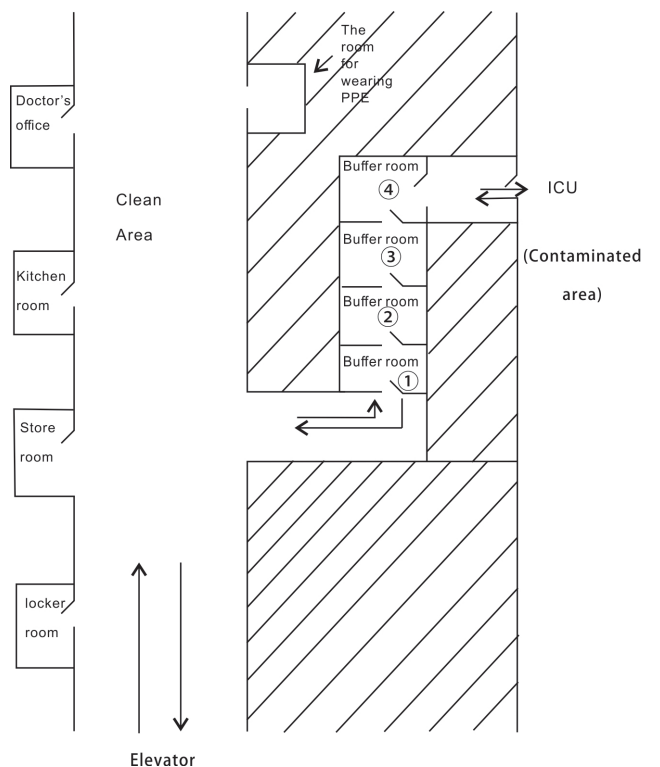 The
room
for
wearing
PPE
Doctor's
office
Buffer room
④
ICU
Clean
Area
Buffer room
③
(Contaminated
area)
Kitchen
room
Buffer room
②
Buffer room
①
Store
room
locker
room
Elevator